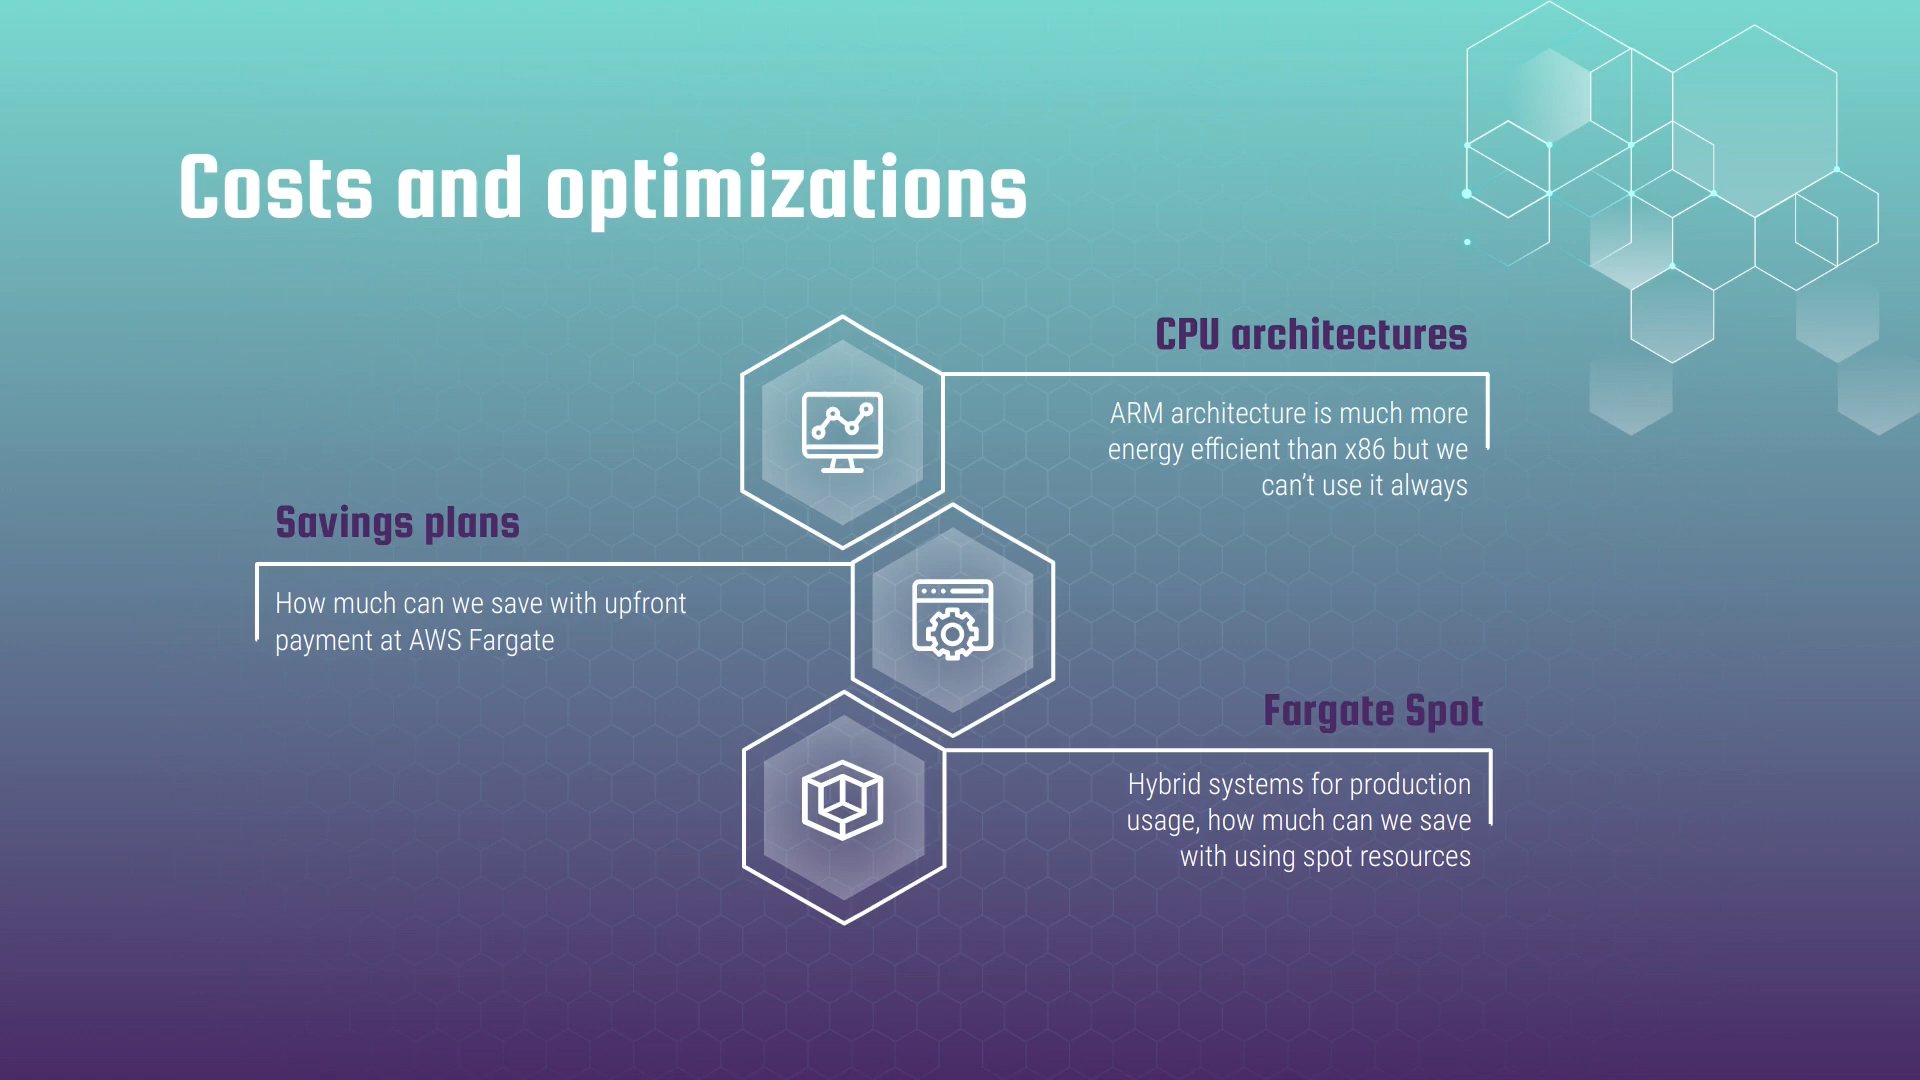 Costs and optimizations
CPU architectures
ARM architecture is much more
energy efficient than x86 but we
can't use it always
Savings plans
How much can we save with upfront
payment at AWS Fargate
Fargate Spot
Hybrid systems for production
usage, how much can we save
with using spot resources